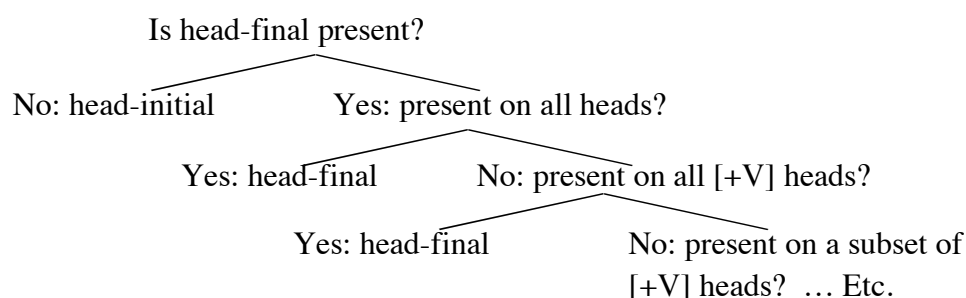 Is head-final present?
No: head-initial
Yes: present on all heads?
Yes: head-final
No: present on all [+V] heads?
Yes: head-final
No: present on a subset of
[+V] heads?  … Etc.